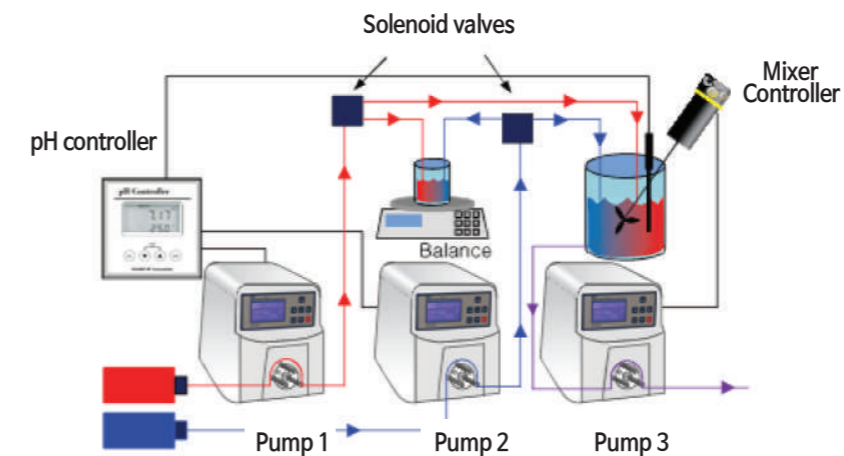 Solenoid valves
Mixer
Controller
pH controller
pH Controller
7.17
25.0
Balance
Pump 1
Pump 2
Pump 3